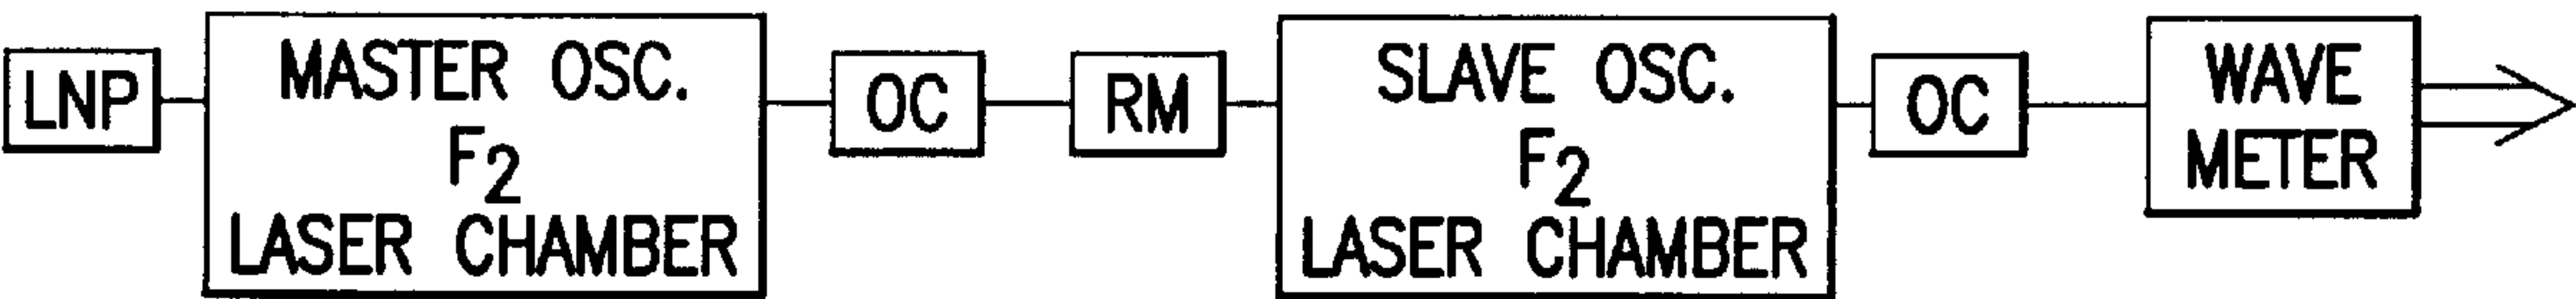 LNP
MASTER OSC.
F2
LASER CHAMBER
OC
RM
SLAVE OSC.
F2
LASER CHAMBER
OC
WAVE
METER